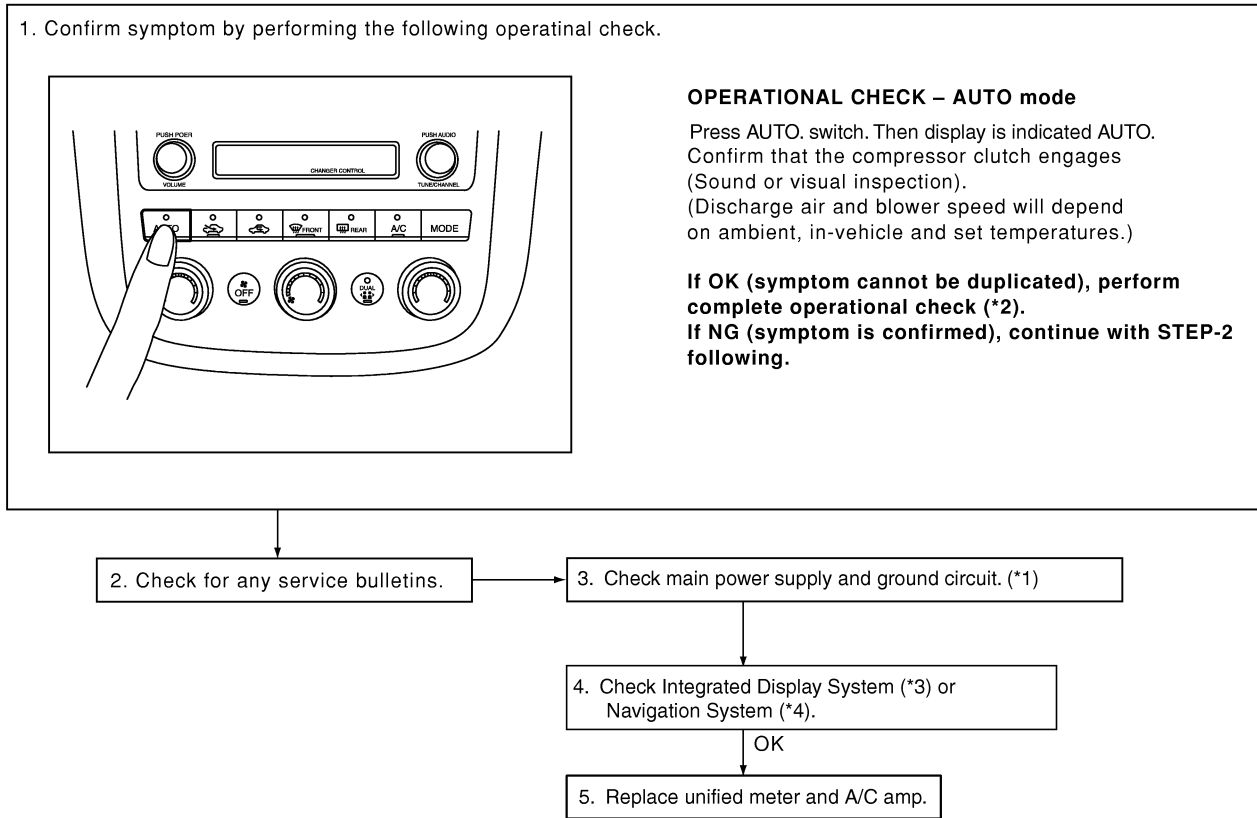 1. Confirm symptom by performing the following operatinal check.
PUSH POER
PUSH AUDIO
CHANGER CONTROL
VOLUME
TUNE/CHANNEL
FRONT
REAR
A/C
MODE
OFF
DUAL
OPERATIONAL CHECK – AUTO mode
Press AUTO. switch. Then display is indicated AUTO.
Confirm that the compressor clutch engages
(Sound or visual inspection).
(Discharge air and blower speed will depend
on ambient, in-vehicle and set temperatures.)
If OK (symptom cannot be duplicated), perform
complete operational check (*2).
If NG (symptom is confirmed), continue with STEP-2
following.
2. Check for any service bulletins.
3. Check main power supply and ground circuit. (*1)
4. Check Integrated Display System (*3) or
Navigation System (*4).
OK
5. Replace unified meter and A/C amp.